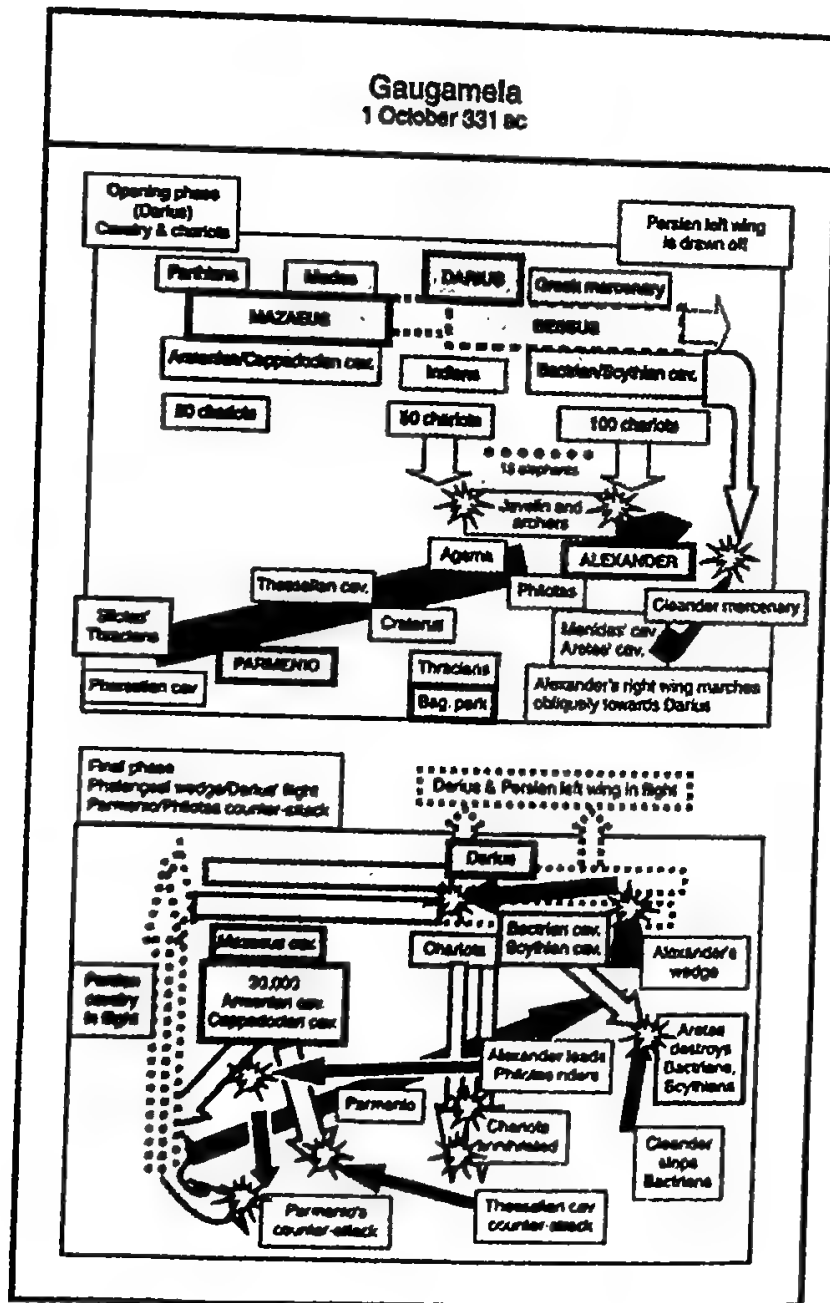 Gaugamela
1 October 331 BC
Opening phase
(Darius)
Cavalry & chariots
Persian left wing
is drawn off
Parthians
Medes
DARIUS
Greek mercenary
MAZAEUS
BESSUS
Armenian/Cappadocian cav.
Indians
Bactrian/Scythian cav.
50 chariots
50 chariots
100 chariots
15 elephants
Javelin and
archers
Agema
ALEXANDER
Thessalian cav.
Philotas
Cleander mercenary
Sitalces'
Thracians
Craterus
Menidas' cav.
Aretes' cav.
PARMENIO
Thracians
Pharsalian cav.
Bag. park
Alexander's right wing marches
obliquely towards Darius
Final phase
Phalangeal wedge/Darius' flight
Parmenio/Philotas counter-attack
Darius & Persian left wing in flight
Darius
Mazaeus cav.
Chariots
Bactrian cav.
Scythian cav.
Alexander's
wedge
Persian
cavalry
in flight
30,000
Armenian cav.
Cappadocian cav.
Alexander leads
Philotas riders
Aretes
destroys
Bactrians,
Scythians
Parmenio
Chariots
annihilated
Cleander
stops
Bactrians
Parmenio's
counter-attack
Thessalian cav
counter-attack